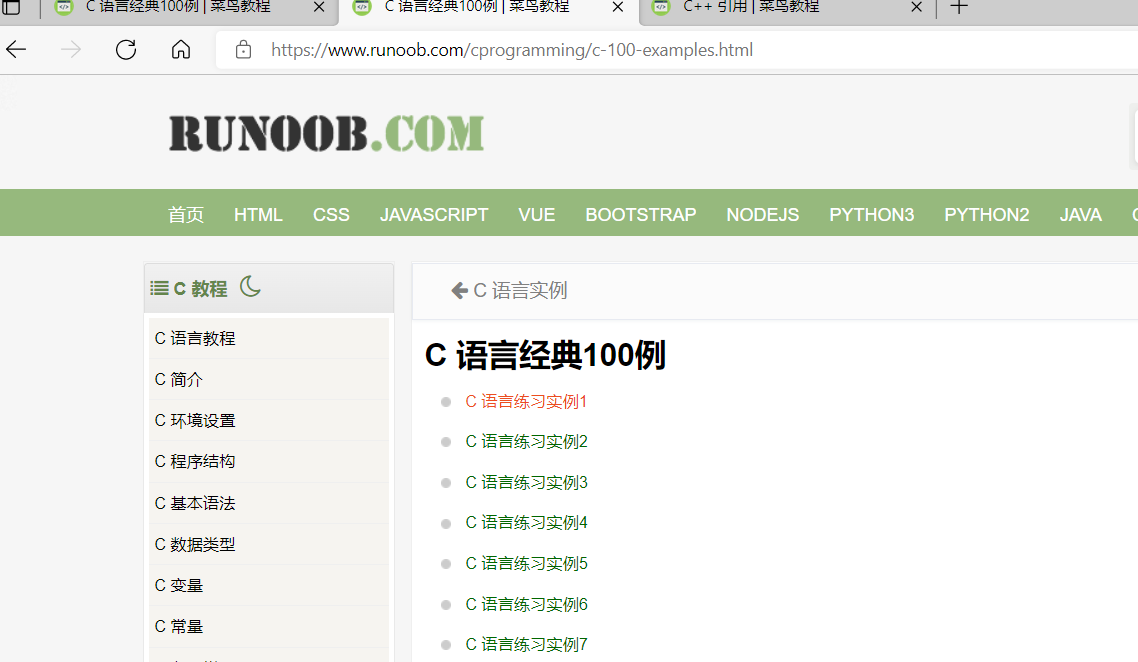 C 语言经典100例 | 菜鸟教程
C 语言经典100例 | 菜鸟教程
C++ 引用 | 菜鸟教程
https://www.runoob.com/cprogramming/c-100-examples.html
RUNOOB.COM
首页 HTML CSS JAVASCRIPT VUE BOOTSTRAP NODEJS PYTHON3 PYTHON2 JAVA
C 教程
C 语言教程
C 简介
C 环境设置
C 程序结构
C 基本语法
C 数据类型
C 变量
C 常量
C 语言实例
C 语言经典100例
C 语言练习实例1
C 语言练习实例2
C 语言练习实例3
C 语言练习实例4
C 语言练习实例5
C 语言练习实例6
C 语言练习实例7